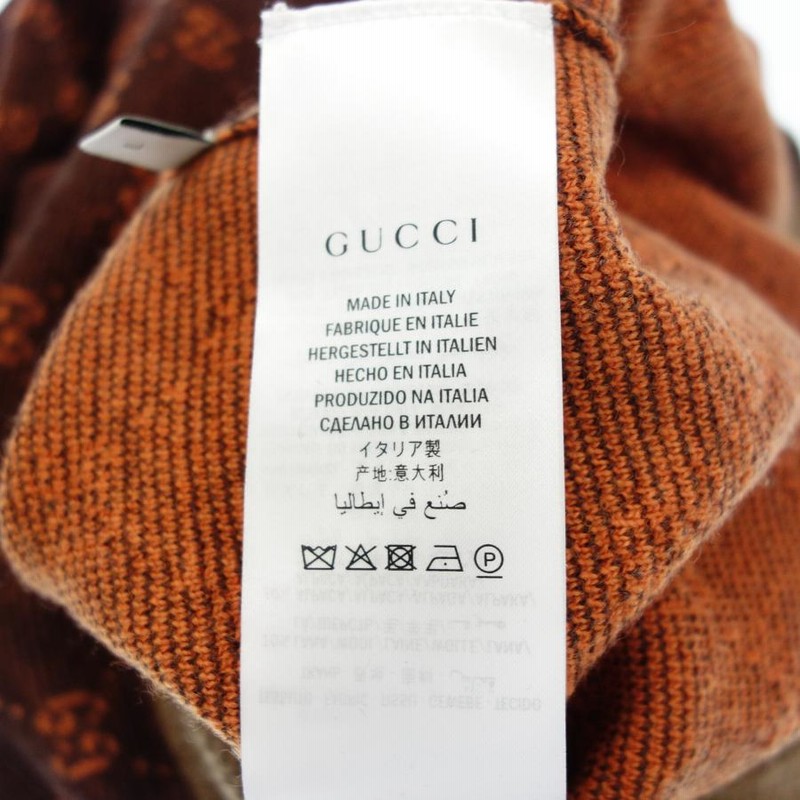 GUCCI
MADE IN ITALY
FABRIQUE EN ITALIE
HERGESTELLT IN ITALIEN
HECHO EN ITALIA
PRODUZIDO NA ITALIA
СДЕЛАНО В ИТАЛИИ
イタリア製
产地:意大利
صُنع في إيطاليا
P